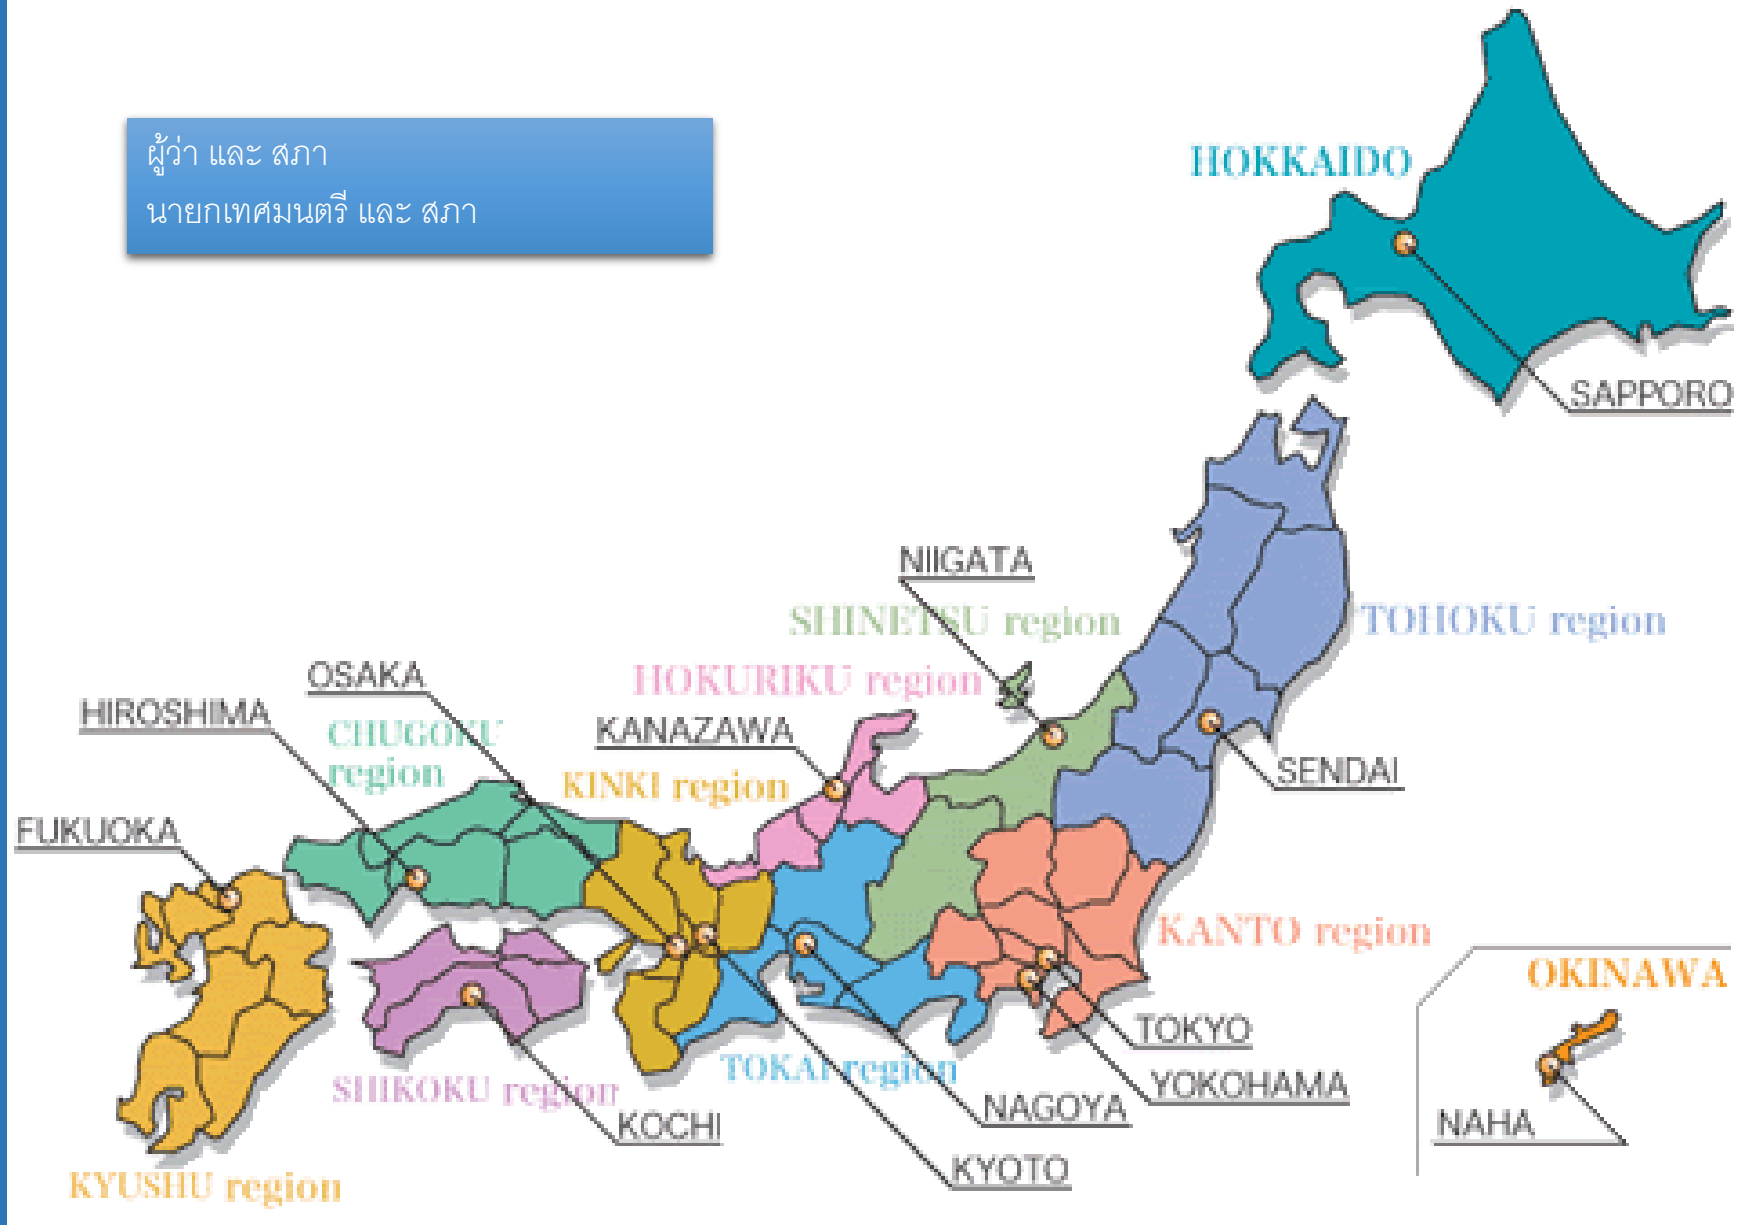 ผู้ว่า และ สภา
นายกเทศมนตรี และ สภา
HOKKAIDO
SAPPORO
NIIGATA
SHINETSU region
TOHOKU region
OSAKA
HOKURIKU region
HIROSHIMA
CHUGOKU
region
KANAZAWA
KINKI region
SENDAI
FUKUOKA
KANTO region
OKINAWA
TOKYO
TOKAI region
SHIKOKU region
YOKOHAMA
NAGOYA
KOCHI
NAHA
KYOTO
KYUSHU region